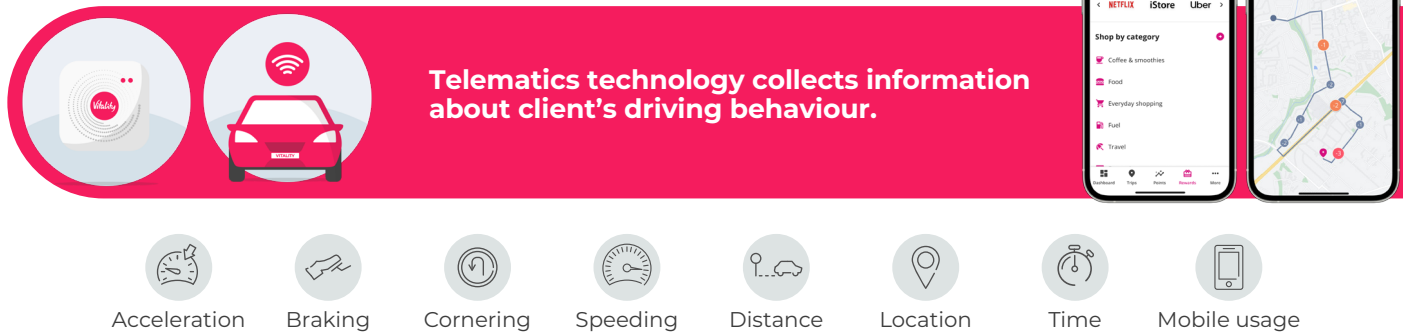 < NETFLIX iStore Uber >
Shop by category
Coffee & smoothies
Food
Everyday shopping
Fuel
Travel
Dashboard Trips Points Rewards More
Vitality
VITALITY
Telematics technology collects information
about client's driving behaviour.
Acceleration Braking Cornering Speeding Distance Location Time Mobile usage